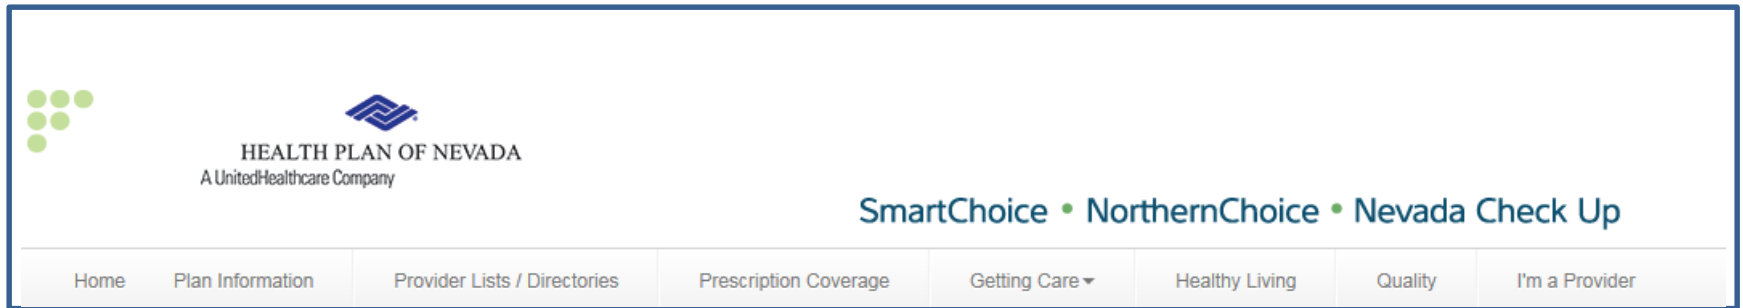 HEALTH PLAN OF NEVADA
A UnitedHealthcare Company
SmartChoice • NorthernChoice • Nevada Check Up
Home Plan Information Provider Lists / Directories Prescription Coverage Getting Care Healthy Living Quality I'm a Provider